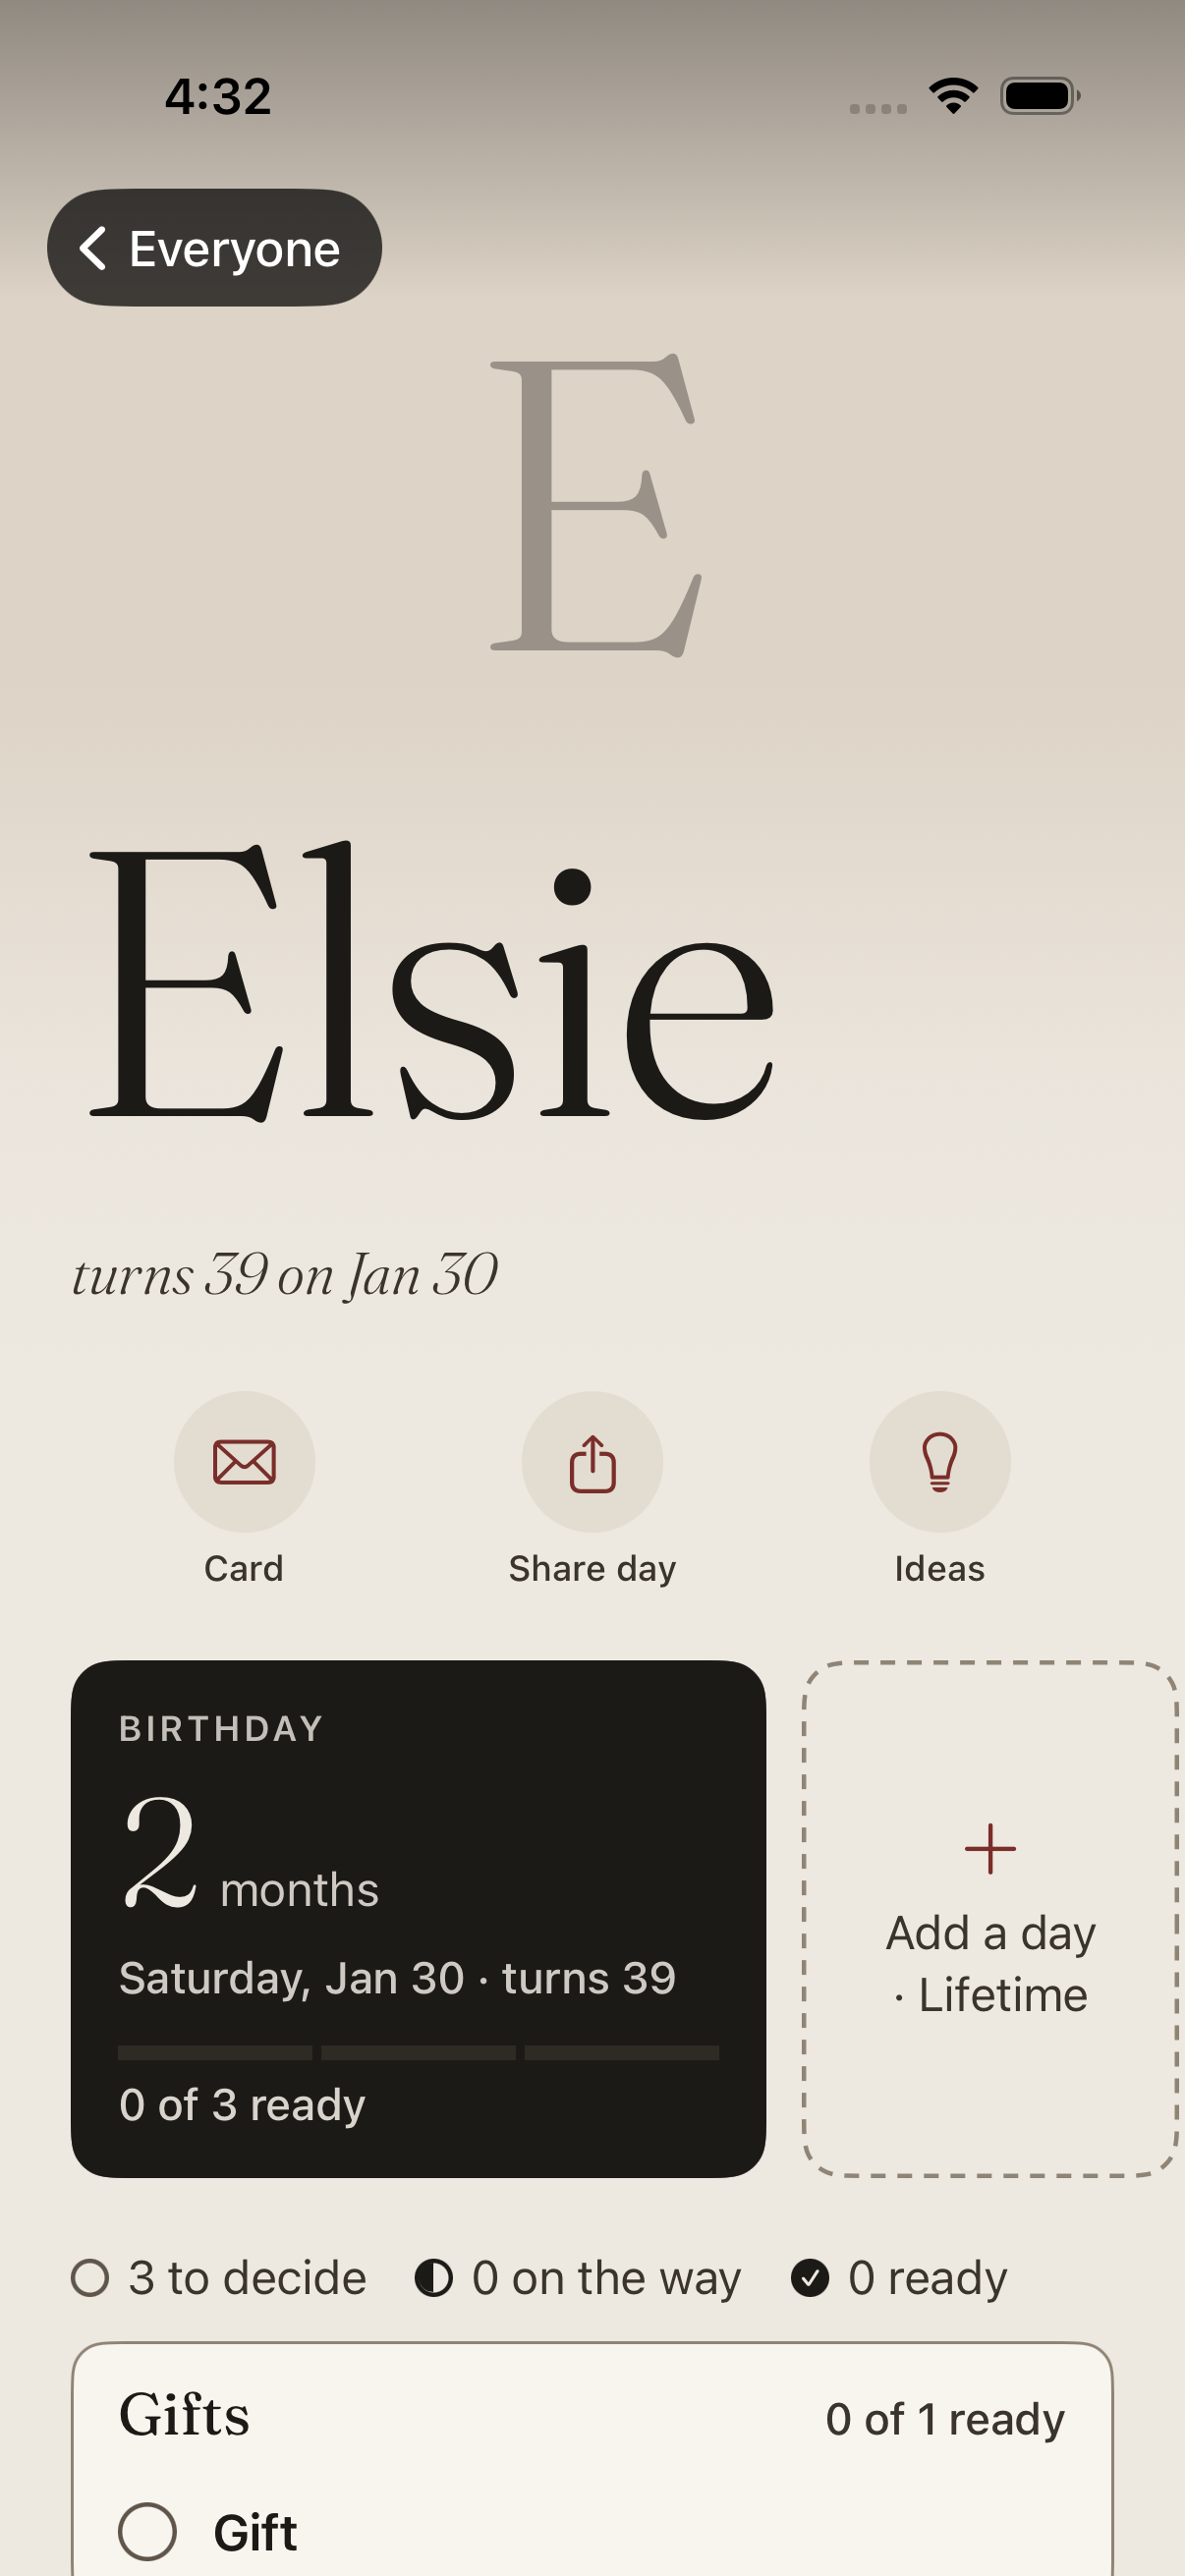 4:32
Everyone
E
Elsie
turns 39 on Jan 30
Card
Share day
Ideas
BIRTHDAY
2 months
Saturday, Jan 30 · turns 39
0 of 3 ready
Add a day
· Lifetime
3 to decide
0 on the way
0 ready
Gifts
0 of 1 ready
Gift